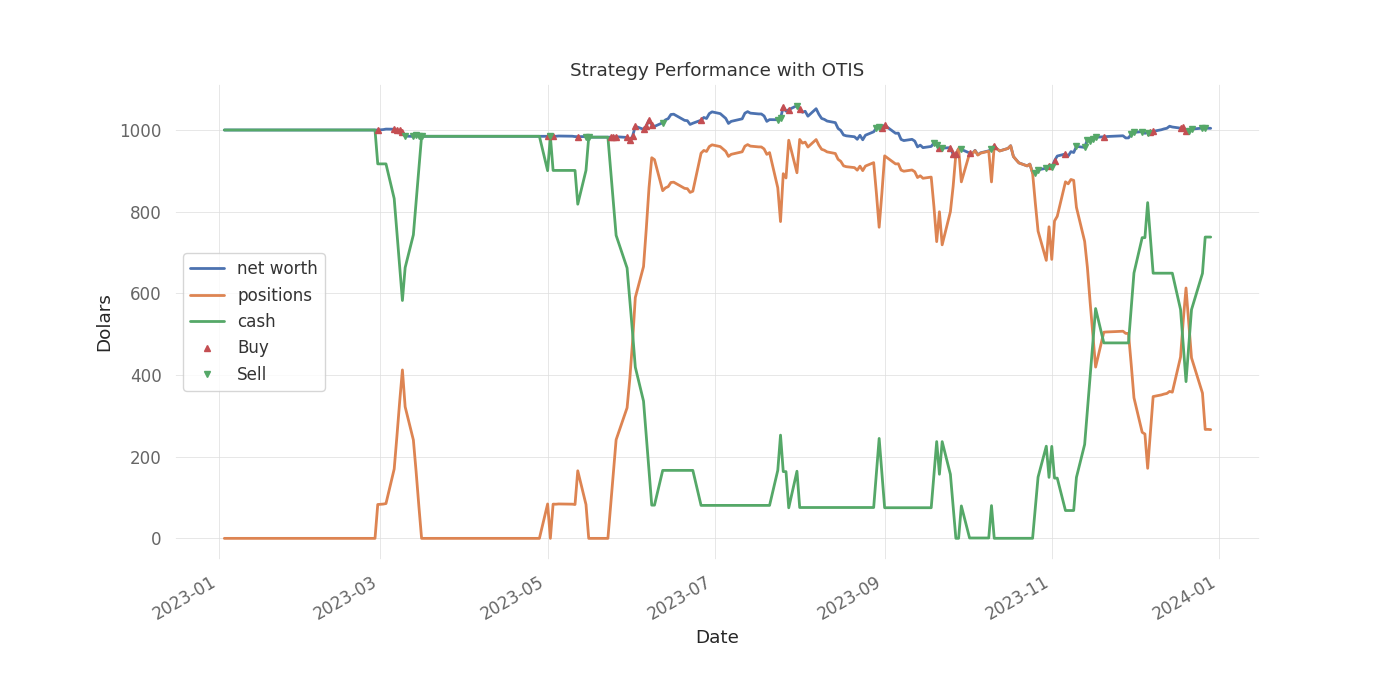 Strategy Performance with OTIS
Dolars
1000
800
600
400
200
0
net worth
positions
cash
Buy
Sell
2023-01
2023-03
2023-05
2023-07
2023-09
2023-11
2024-01
Date